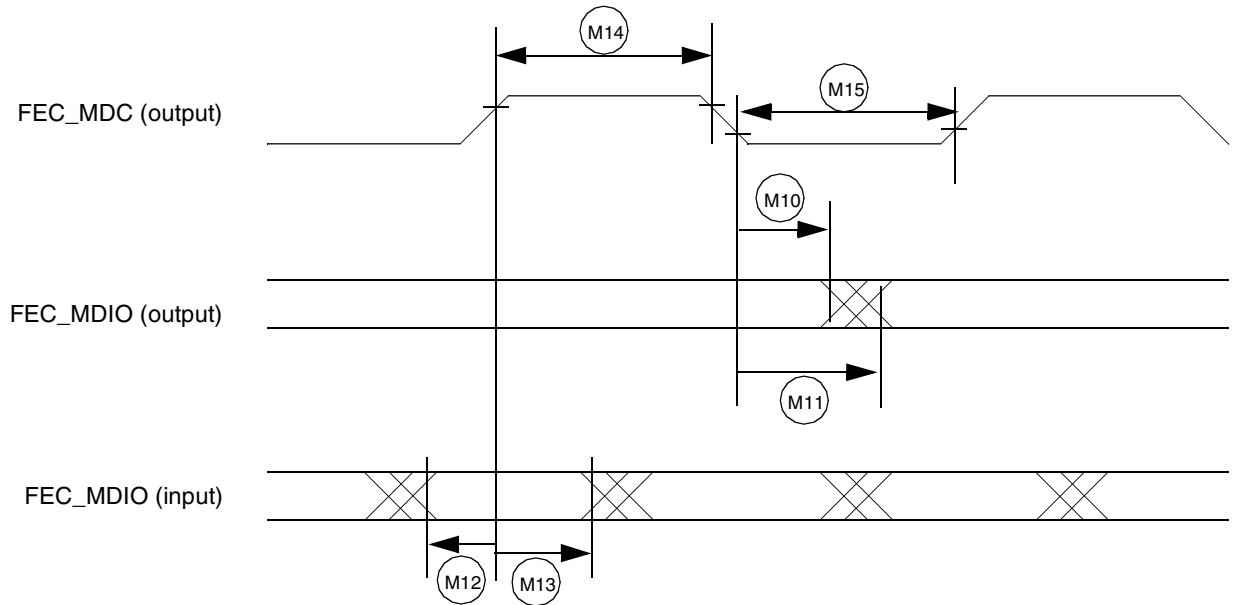 M14
M15
FEC_MDC (output)
M10
FEC_MDIO (output)
M11
FEC_MDIO (input)
M12
M13